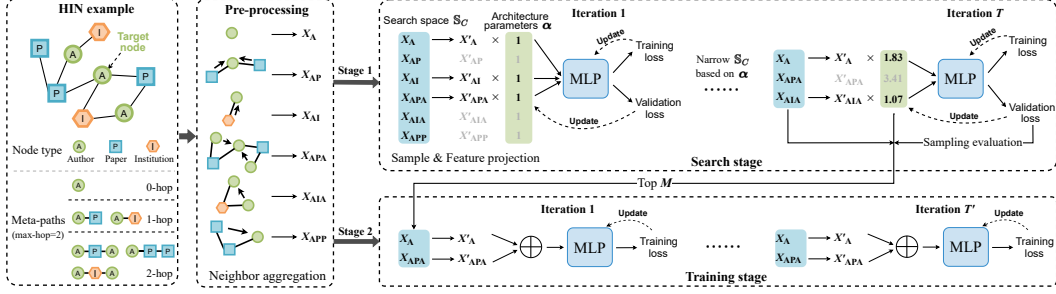 HIN example
P
A
I
Target
node
A
P
P
I
A
A
Node type
A
P
I
Author
Paper
Institution
A
0-hop
Meta-paths
(max-hop=2)
A
P
A
I
1-hop
A
P
A
A
P
P
A
I
A
2-hop
Pre-processing
X_A
X_AP
X_AI
X_APA
X_AIA
X_APP
Neighbor aggregation
Stage 1
Stage 2
Search space 𝕊_C
Architecture
parameters α
Iteration 1
X_A X'_A × 1
X_AP X'_AP 1
X_AI X'_AI × 1
X_APA X'_APA × 1
X_AIA X'_AIA 1
X_APP X'_APP 1
Sample & Feature projection
MLP
Update
Training
loss
Validation
loss
Update
Narrow 𝕊_C
based on α
......
Iteration T
X_A X'_A × 1.83
X_APA X'_APA 3.41
X_AIA X'_AIA × 1.07
MLP
Update
Training
loss
Validation
loss
Update
Sampling evaluation
Search stage
Top M
Iteration 1
X_A X'_A
X_APA X'_APA
MLP
Update
Training
loss
......
Iteration T'
X_A X'_A
X_APA X'_APA
MLP
Update
Training
loss
Training stage